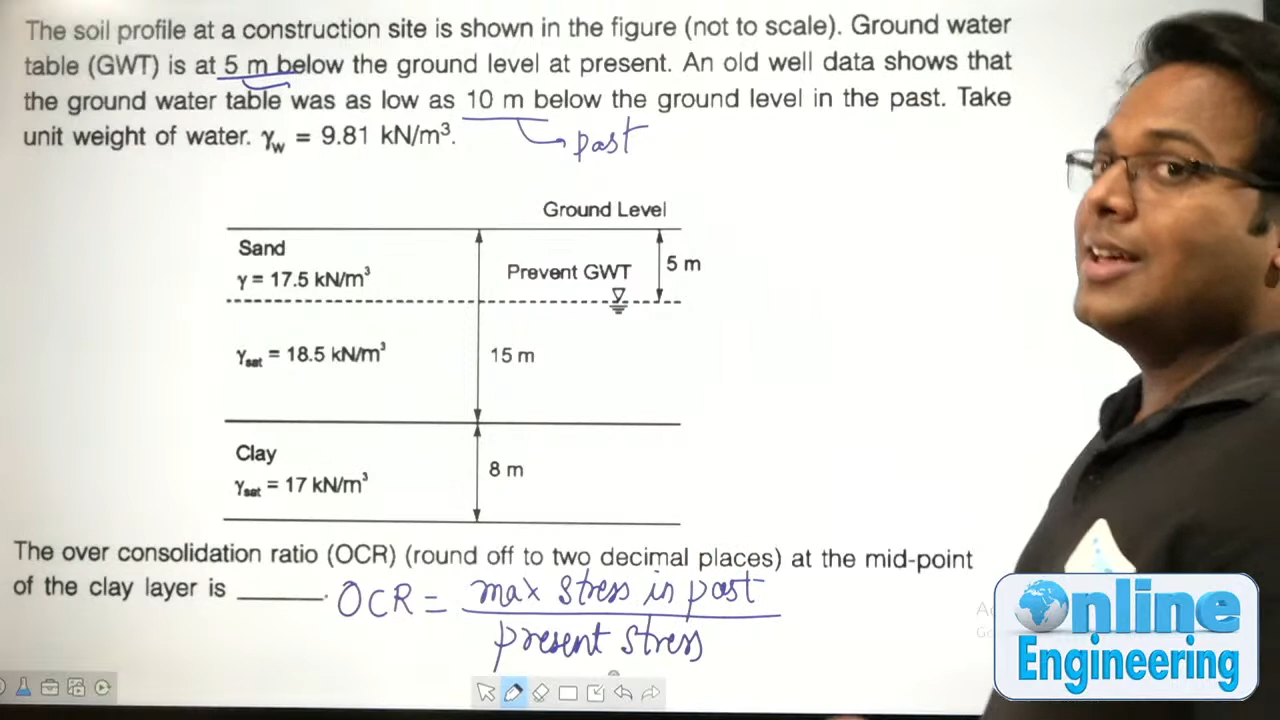 The soil profile at a construction site is shown in the figure (not to scale). Ground water
table (GWT) is at 5 m below the ground level at present. An old well data shows that
the ground water table was as low as 10 m below the ground level in the past. Take
unit weight of water. γw = 9.81 kN/m³.
past
Ground Level
Sand
γ = 17.5 kN/m³
Prevent GWT
5 m
γsat = 18.5 kN/m³
15 m
Clay
γsat = 17 kN/m³
8 m
The over consolidation ratio (OCR) (round off to two decimal places) at the mid-point
of the clay layer is ______.
OCR = max stress in past
present stress
Online
Engineering